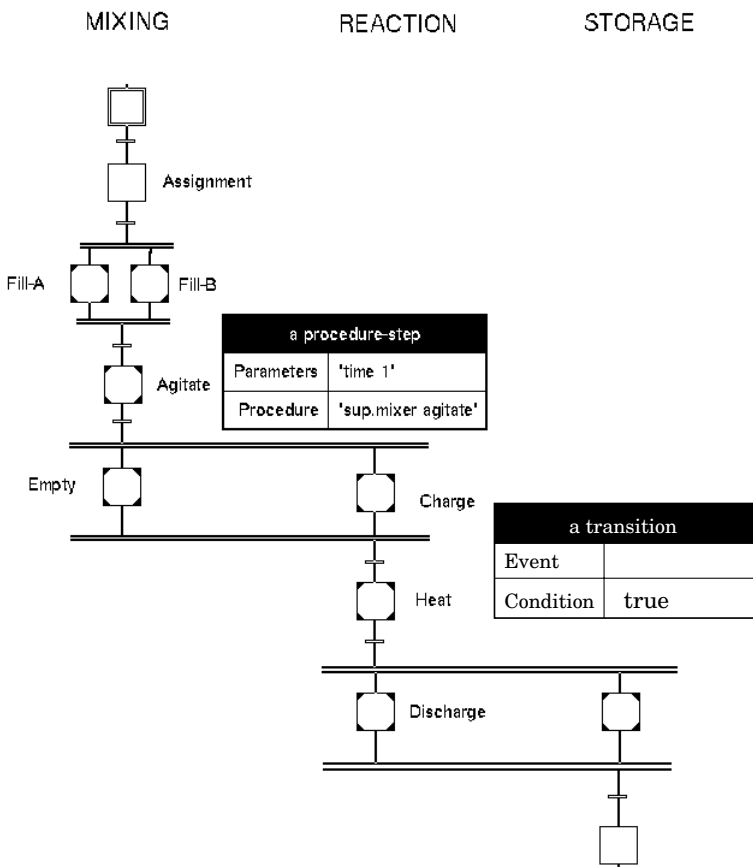 MIXING REACTION STORAGE
Assignment
Fill-A Fill-B
a procedure-step
Parameters 'time 1'
Agitate
Procedure 'sup.mixer agitate'
Empty
Charge
a transition
Event
Condition true
Heat
Discharge